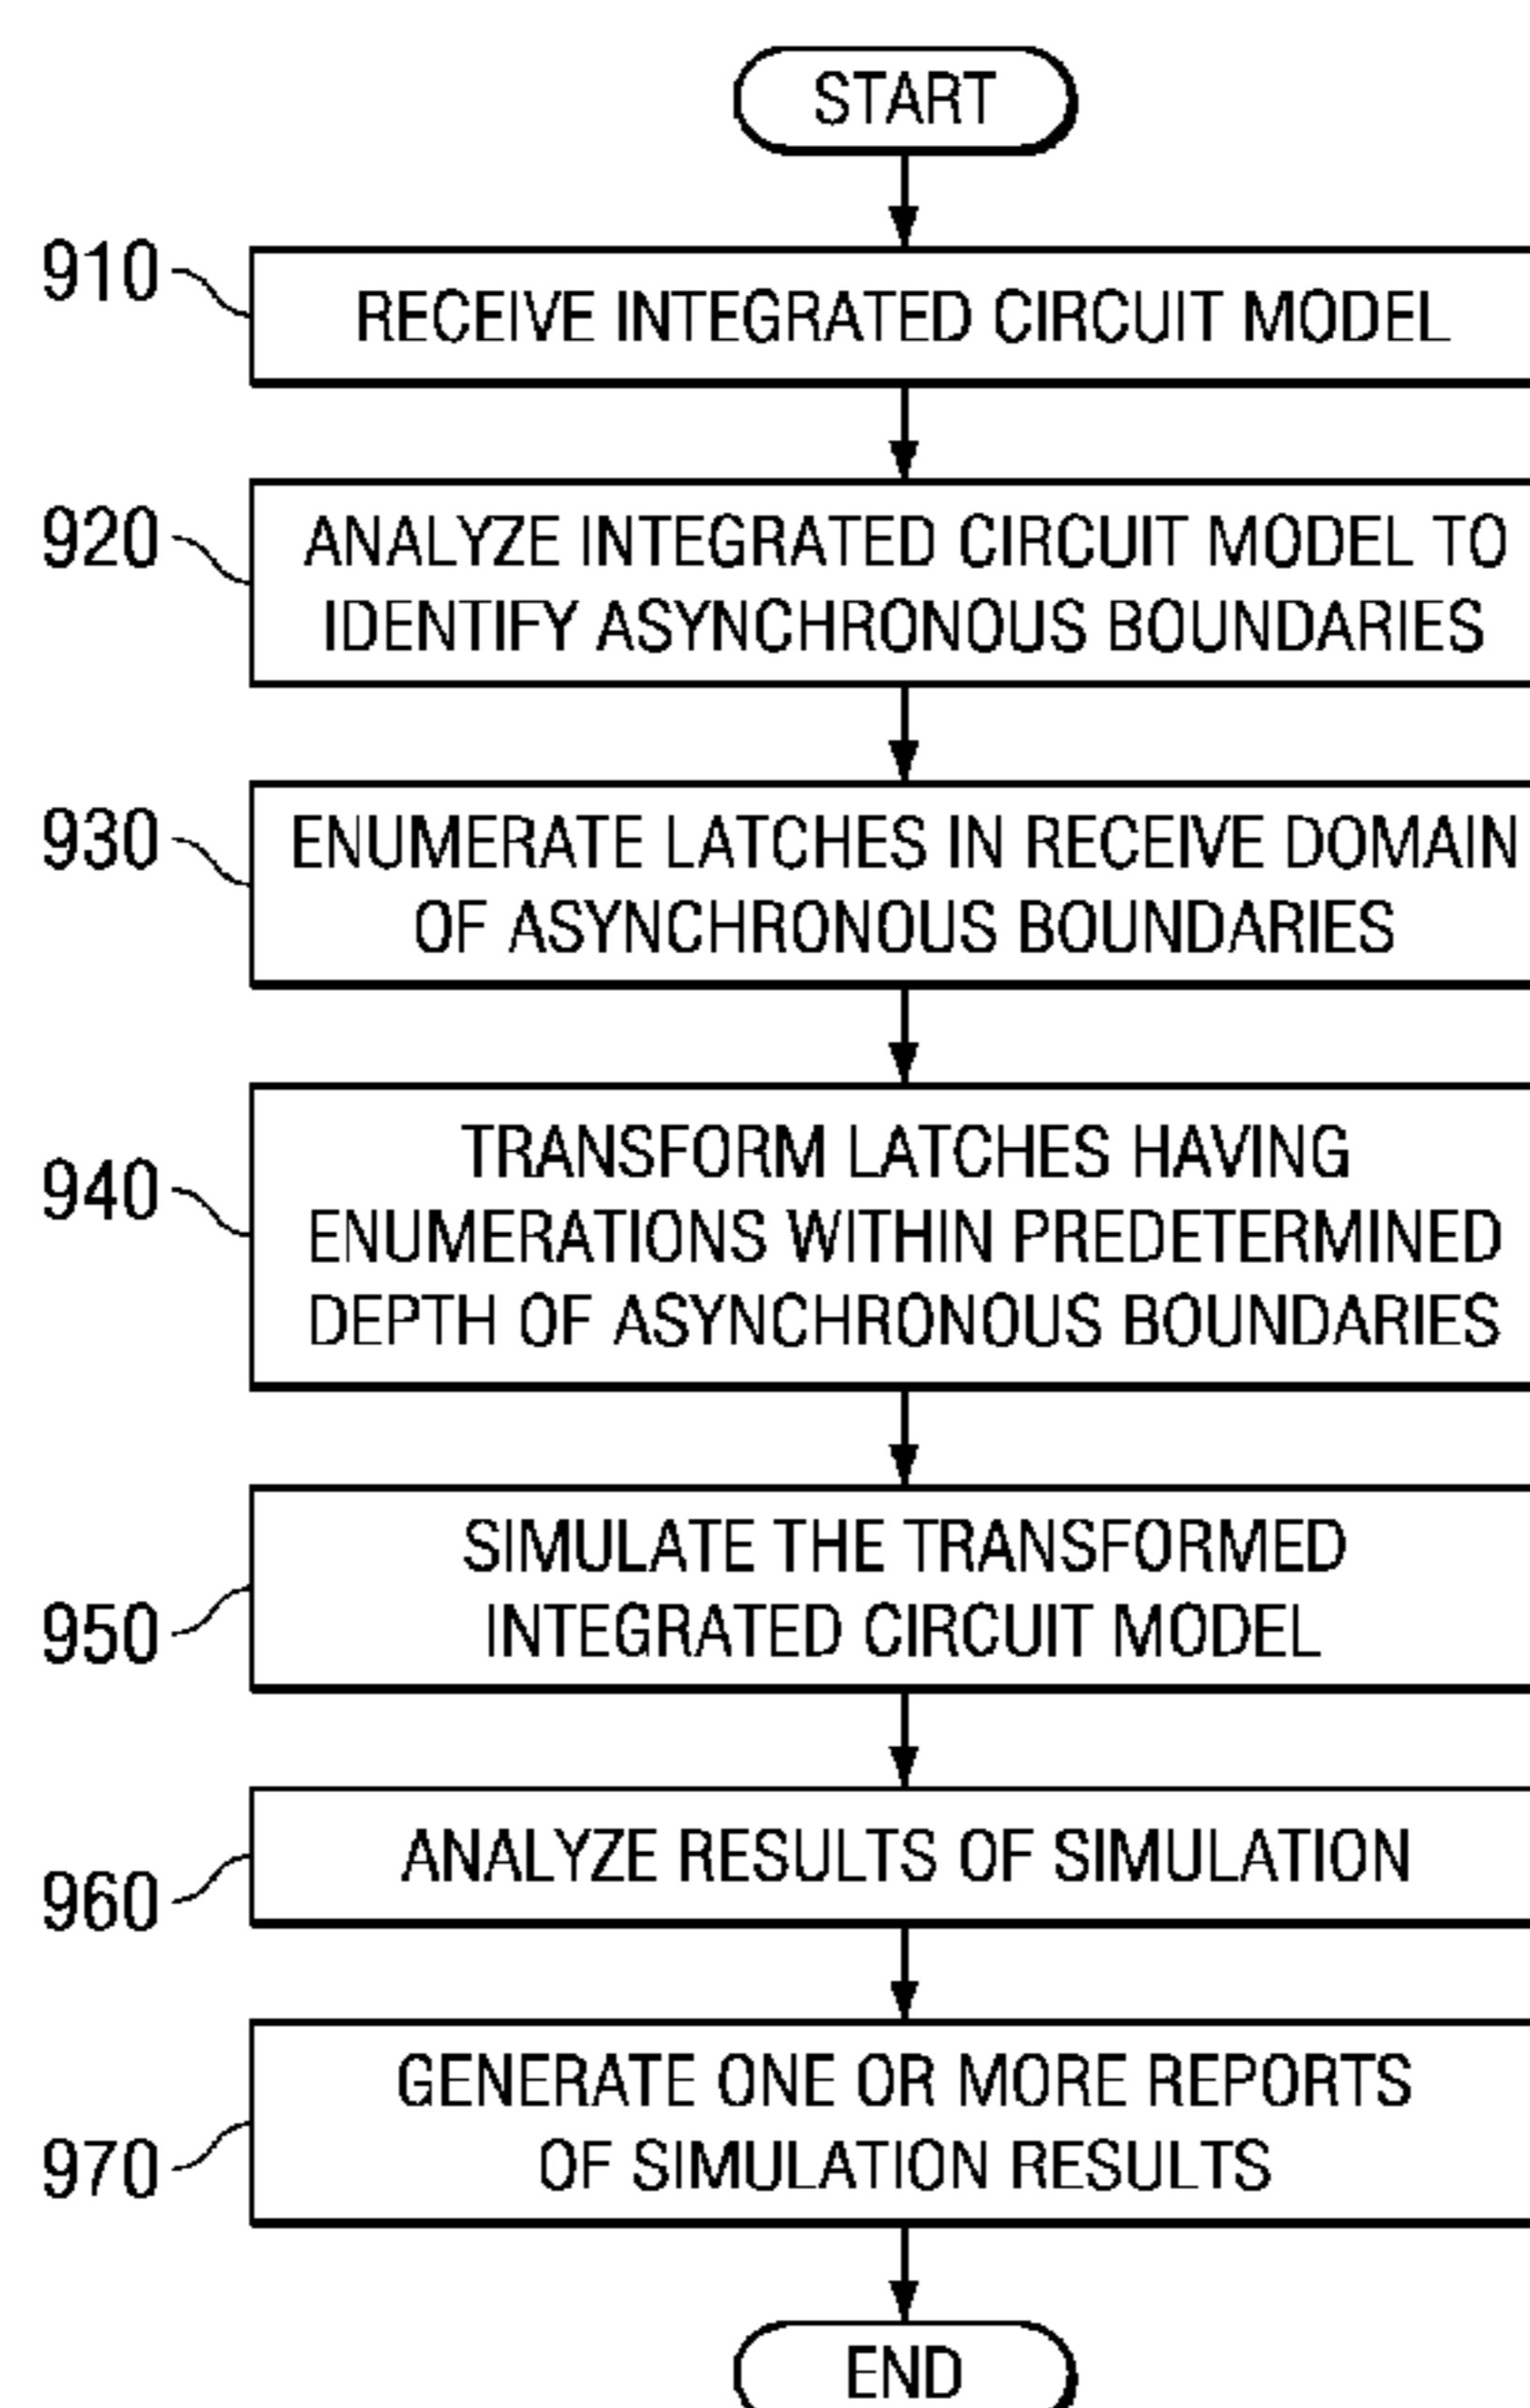 START
910
RECEIVE INTEGRATED CIRCUIT MODEL
920
ANALYZE INTEGRATED CIRCUIT MODEL TO
IDENTIFY ASYNCHRONOUS BOUNDARIES
930
ENUMERATE LATCHES IN RECEIVE DOMAIN
OF ASYNCHRONOUS BOUNDARIES
940
TRANSFORM LATCHES HAVING
ENUMERATIONS WITHIN PREDETERMINED
DEPTH OF ASYNCHRONOUS BOUNDARIES
950
SIMULATE THE TRANSFORMED
INTEGRATED CIRCUIT MODEL
960
ANALYZE RESULTS OF SIMULATION
970
GENERATE ONE OR MORE REPORTS
OF SIMULATION RESULTS
END